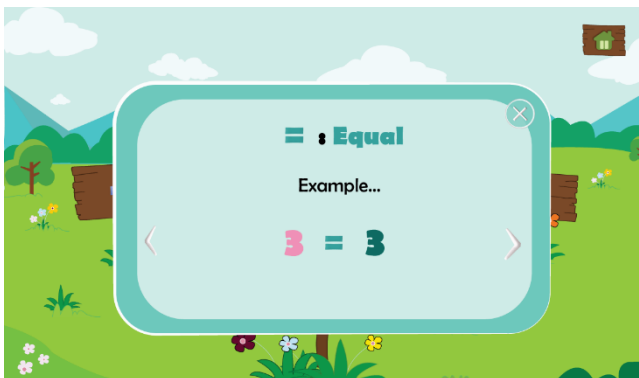 = : Equal
Example...
3 = 3